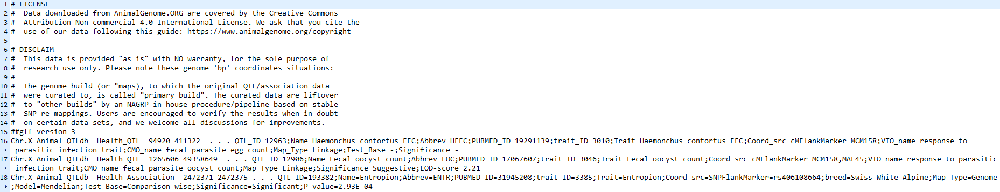 1 # LICENSE
2 #  Data downloaded from AnimalGenome.ORG are covered by the Creative Commons
3 #  Attribution Non-commercial 4.0 International License. We ask that you cite the
4 #  use of our data following this guide: https://www.animalgenome.org/copyright
5
6 # DISCLAIM
7 #  This data is provided "as is" with NO warranty, for the sole purpose of
8 #  research use only. Please note these genome 'bp' coordinates situations:
9 #
10 #  The genome build (or "maps), to which the original QTL/association data
11 #  were curated to, is called "primary build". The curated data are liftover
12 #  to "other builds" by an NAGRP in-house procedure/pipeline based on stable
13 #  SNP re-mappings. Users are encouraged to verify the results when in doubt
14 #  on certain data sets, and we welcome all discussions for improvements.
15 ##gff-version 3
16 Chr.X Animal QTLdb  Health_QTL  94920 411322  . . . QTL_ID=12963;Name=Haemonchus contortus FEC;Abbrev=HFEC;PUBMED_ID=19291139;trait_ID=3010;Trait=Haemonchus contortus FEC;Coord_src=cMFlankMarker=MCM158;VTO_name=response to
parasitic infection trait;CMO_name=fecal parasite egg count;Map_Type=Linkage;Test_Base=-;Significance=-
17 Chr.X Animal QTLdb  Health_QTL  1265606 49358649  . . . QTL_ID=12906;Name=Fecal oocyst count;Abbrev=FOC;PUBMED_ID=17067607;trait_ID=3046;Trait=Fecal oocyst count;Coord_src=cMFlankMarker=MCM158,MAF45;VTO_name=response to parasitic
infection trait;CMO_name=fecal parasite oocyst count;Map_Type=Linkage;Significance=Suggestive;LOD-score=2.21
18 Chr.X Animal QTLdb  Health_Association  2472371 2472375 . . . QTL_ID=193382;Name=Entropion;Abbrev=ENTR;PUBMED_ID=31945208;trait_ID=3385;Trait=Entropion;Coord_src=SNPFlankMarker=rs406108664;breed=Swiss White Alpine;Map_Type=Genome
;Model=Mendelian;Test_Base=Comparison-wise;Significance=Significant;P-value=2.93E-04